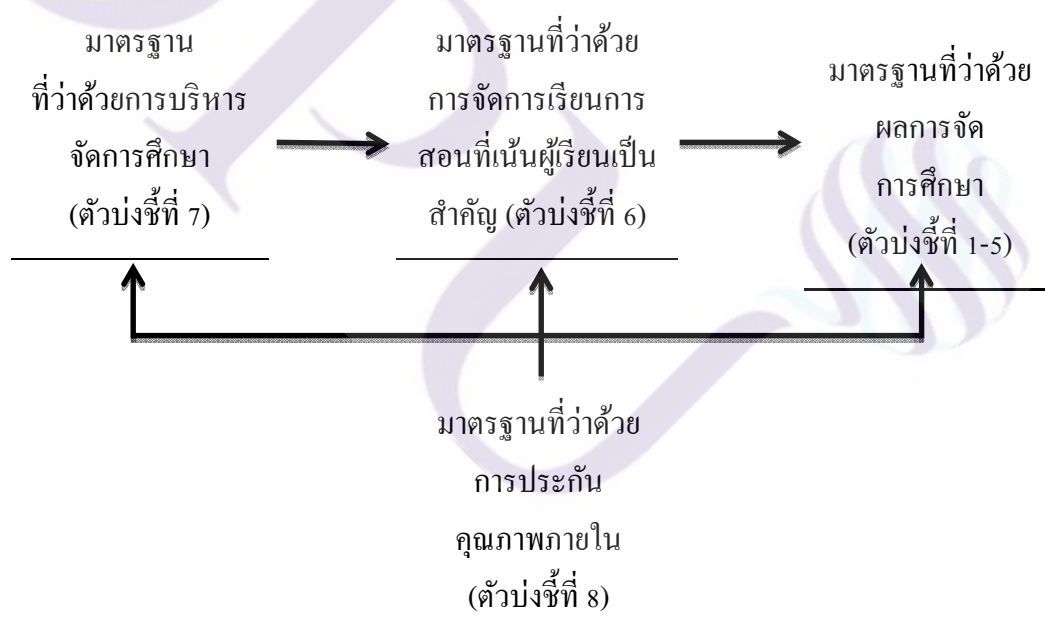 มาตรฐาน
ที่ว่าด้วยการบริหาร
จัดการศึกษา
(ตัวบ่งชี้ที่ 7)
มาตรฐานที่ว่าด้วย
การจัดการเรียนการ
สอนที่เน้นผู้เรียนเป็น
สำคัญ (ตัวบ่งชี้ที่ 6)
มาตรฐานที่ว่าด้วย
ผลการจัด
การศึกษา
(ตัวบ่งชี้ที่ 1-5)
มาตรฐานที่ว่าด้วย
การประกัน
คุณภาพภายใน
(ตัวบ่งชี้ที่ 8)